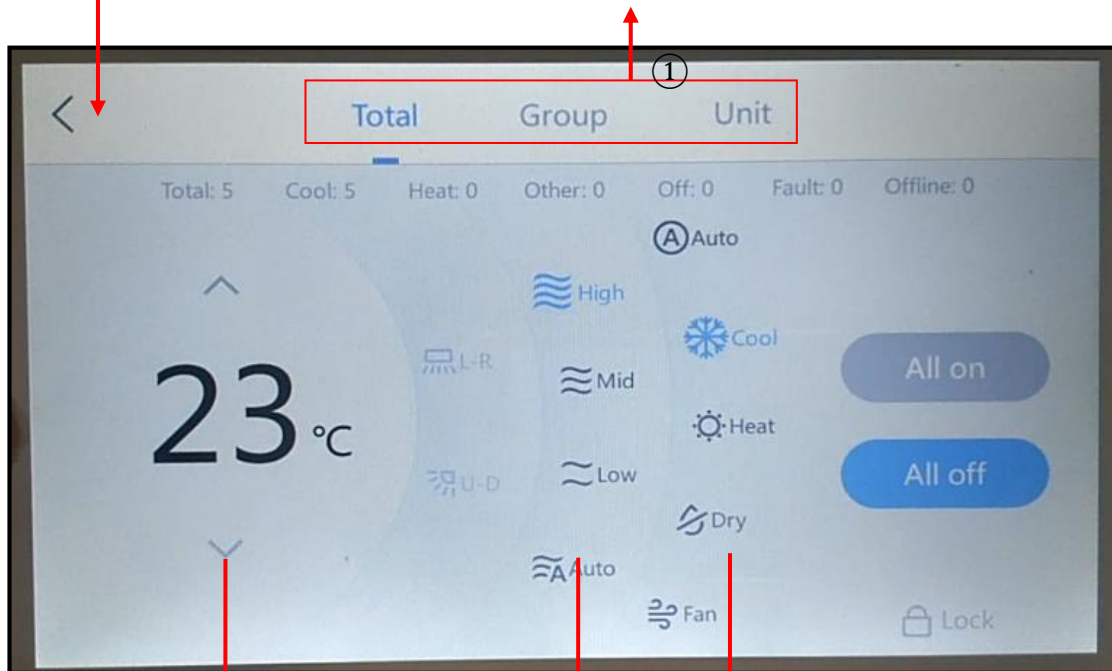 ①
Total Group Unit
Total: 5 Cool: 5 Heat: 0 Other: 0 Off: 0 Fault: 0 Offline: 0
Auto
High
Cool
L-R
All on
Mid
23 °C
Heat
Low
All off
U-D
Dry
Auto
Fan
Lock